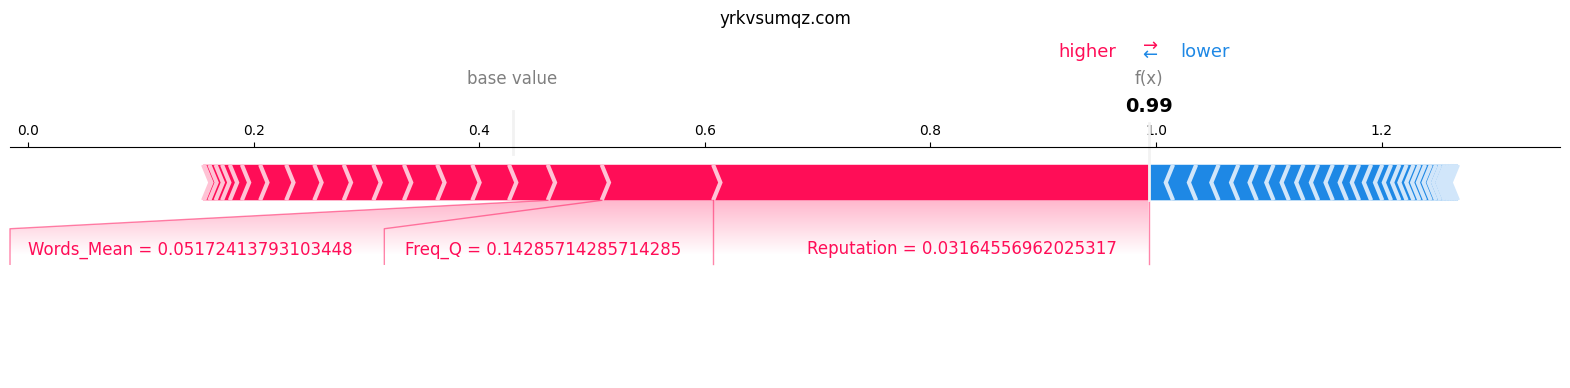 yrkvsumqz.com
higher ⇄ lower
base value f(x)
0.99
0.0 0.2 0.4 0.6 0.8 1.0 1.2
Words_Mean = 0.05172413793103448 Freq_Q = 0.14285714285714285 Reputation = 0.03164556962025317